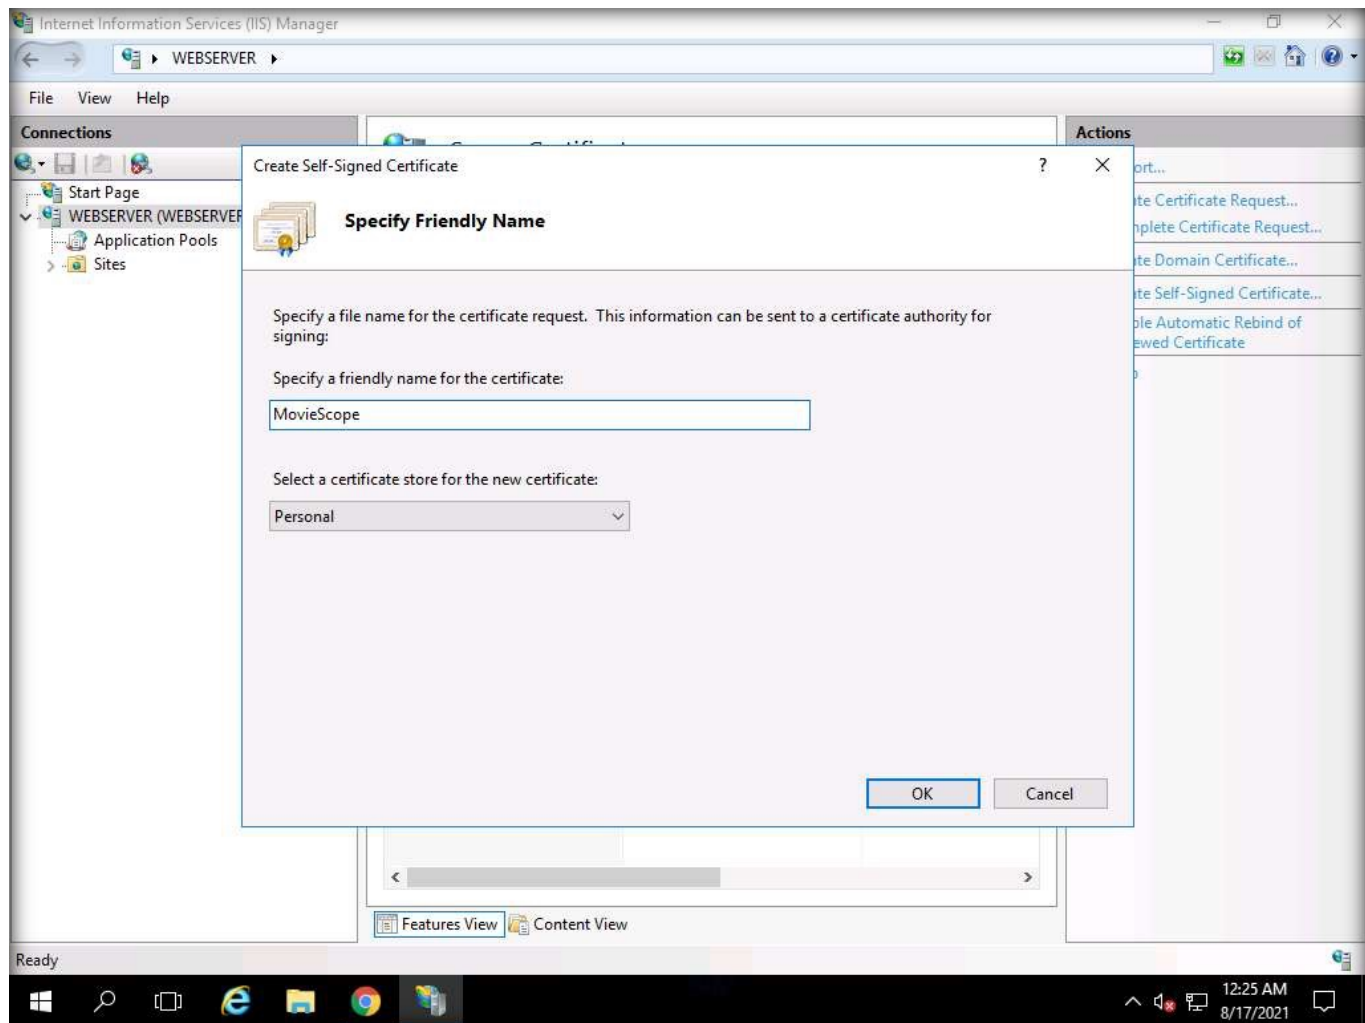 Internet Information Services (IIS) Manager
WEBSERVER
File View Help
Connections
Start Page
WEBSERVER (WEBSERVER
Application Pools
Sites
Create Self-Signed Certificate ? X
Specify Friendly Name
Specify a file name for the certificate request. This information can be sent to a certificate authority for
signing:
Specify a friendly name for the certificate:
MovieScope
Select a certificate store for the new certificate:
Personal
OK Cancel
Actions
ort...
te Certificate Request...
plete Certificate Request...
te Domain Certificate...
te Self-Signed Certificate...
ble Automatic Rebind of
ewed Certificate
Features View Content View
Ready
12:25 AM
8/17/2021